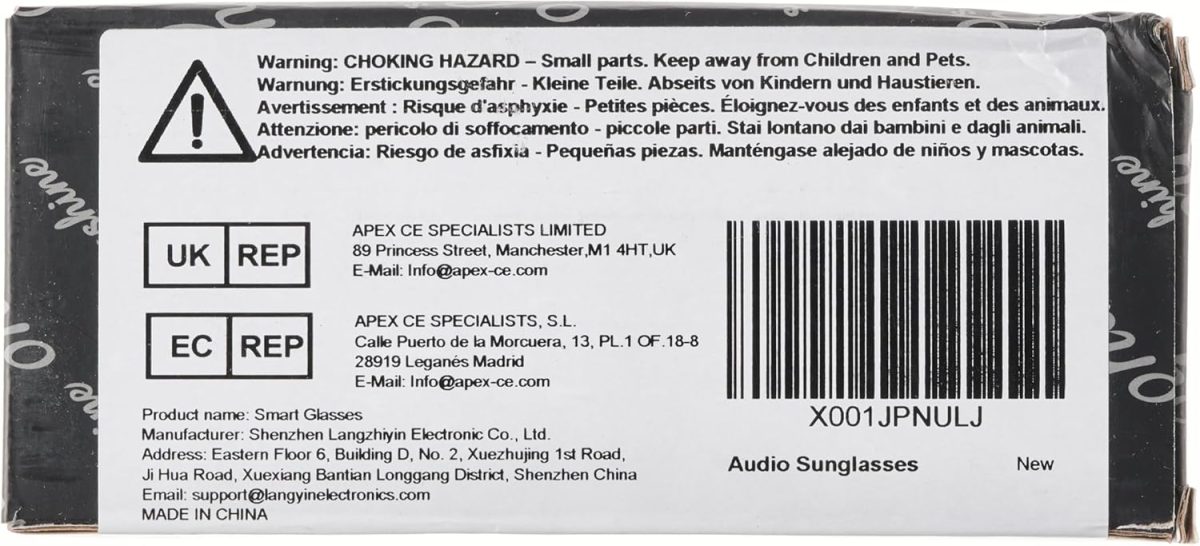 Warning: CHOKING HAZARD – Small parts. Keep away from Children and Pets.
Warnung: Erstickungsgefahr - Kleine Teile. Abseits von Kindern und Haustieren.
Avertissement : Risque d'asphyxie - Petites pièces. Éloignez-vous des enfants et des animaux.
Attenzione: pericolo di soffocamento - piccole parti. Stai lontano dai bambini e dagli animali.
Advertencia: Riesgo de asfixia - Pequeñas piezas. Manténgase alejado de niños y mascotas.
UK REP
APEX CE SPECIALISTS LIMITED
89 Princess Street, Manchester,M1 4HT,UK
E-Mail: Info@apex-ce.com
EC REP
APEX CE SPECIALISTS, S.L.
Calle Puerto de la Morcuera, 13, PL.1 OF.18-8
28919 Leganés Madrid
E-Mail: Info@apex-ce.com
Product name: Smart Glasses
Manufacturer: Shenzhen Langzhiyin Electronic Co., Ltd.
Address: Eastern Floor 6, Building D, No. 2, Xuezhujing 1st Road,
Ji Hua Road, Xuexiang Bantian Longgang District, Shenzhen China
Email: support@langyinelectronics.com
MADE IN CHINA
X001JPNULJ
Audio Sunglasses New